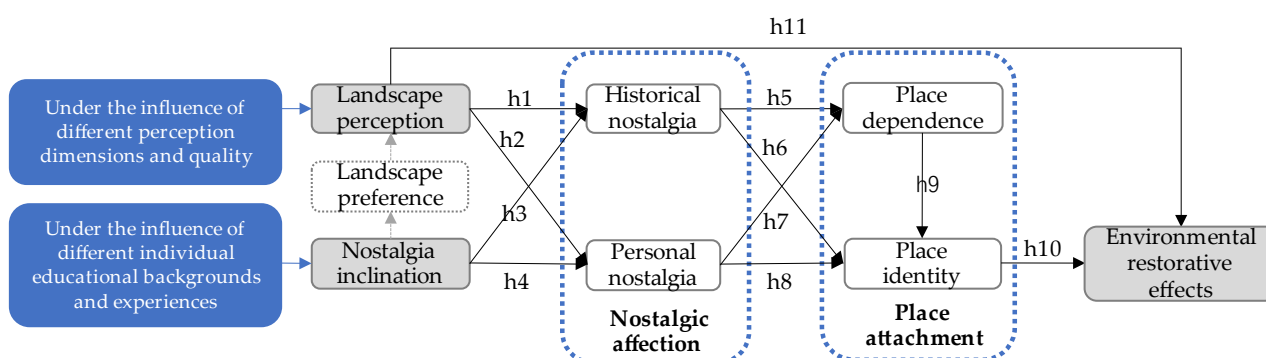 h11
Under the influence of
different perception
dimensions and quality
Landscape
perception
h1
Historical
nostalgia
h5
Place
dependence
h2
h6
Landscape
preference
h9
h3
h7
Under the influence of
different individual
educational backgrounds
and experiences
Nostalgia
inclination
h4
Personal
nostalgia
h8
Place
identity
h10
Environmental
restorative
effects
Nostalgic
affection
Place
attachment